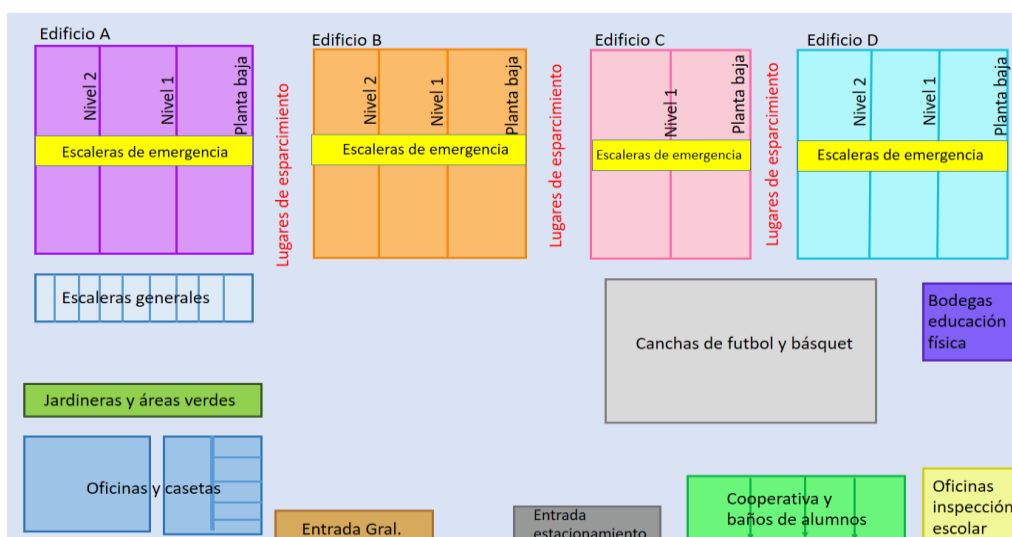 Edificio A
Nivel 2
Nivel 1
Planta baja
Escaleras de emergencia
Lugares de esparcimiento
Edificio B
Nivel 2
Nivel 1
Planta baja
Escaleras de emergencia
Lugares de esparcimiento
Edificio C
Nivel 1
Planta baja
Escaleras de emergencia
Lugares de esparcimiento
Edificio D
Nivel 2
Nivel 1
Planta baja
Escaleras de emergencia
Escaleras generales
Canchas de futbol y básquet
Bodegas
educación
física
Jardineras y áreas verdes
Oficinas y casetas
Entrada Gral.
Entrada
estacionamiento
Cooperativa y
baños de alumnos
Oficinas
inspección
escolar